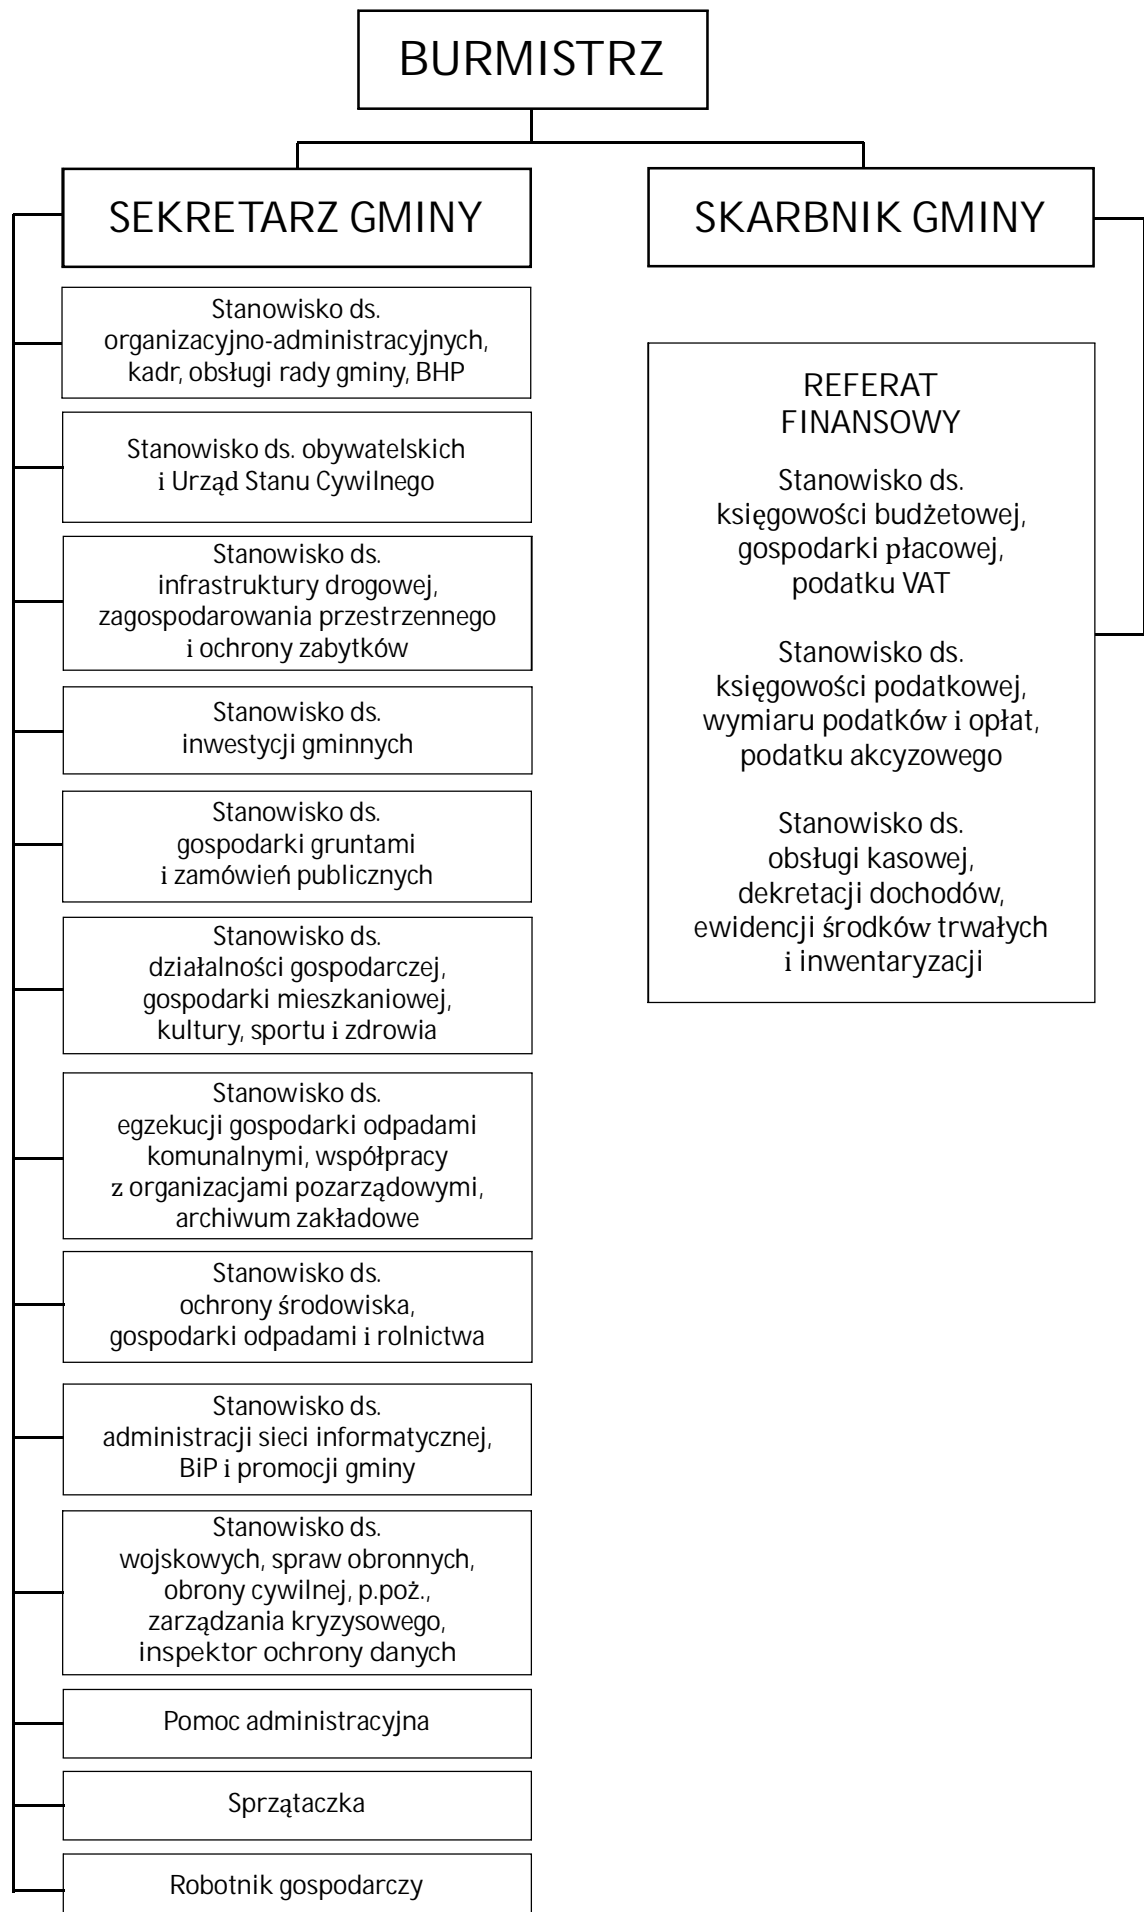 BURMISTRZ
SEKRETARZ GMINY
SKARBNIK GMINY
Stanowisko ds.
organizacyjno-administracyjnych,
kadr, obsługi rady gminy, BHP
Stanowisko ds. obywatelskich
i Urząd Stanu Cywilnego
Stanowisko ds.
infrastruktury drogowej,
zagospodarowania przestrzennego
i ochrony zabytków
Stanowisko ds.
inwestycji gminnych
Stanowisko ds.
gospodarki gruntami
i zamówień publicznych
Stanowisko ds.
działalności gospodarczej,
gospodarki mieszkaniowej,
kultury, sportu i zdrowia
Stanowisko ds.
egzekucji gospodarki odpadami
komunalnymi, współpracy
z organizacjami pozarządowymi,
archiwum zakładowe
Stanowisko ds.
ochrony środowiska,
gospodarki odpadami i rolnictwa
Stanowisko ds.
administracji sieci informatycznej,
BiP i promocji gminy
Stanowisko ds.
wojskowych, spraw obronnych,
obrony cywilnej, p.poż.,
zarządzania kryzysowego,
inspektor ochrony danych
Pomoc administracyjna
Sprzątaczka
Robotnik gospodarczy
REFERAT
FINANSOWY
Stanowisko ds.
księgowości budżetowej,
gospodarki płacowej,
podatku VAT
Stanowisko ds.
księgowości podatkowej,
wymiaru podatków i opłat,
podatku akcyzowego
Stanowisko ds.
obsługi kasowej,
dekretacji dochodów,
ewidencji środków trwałych
i inwentaryzacji